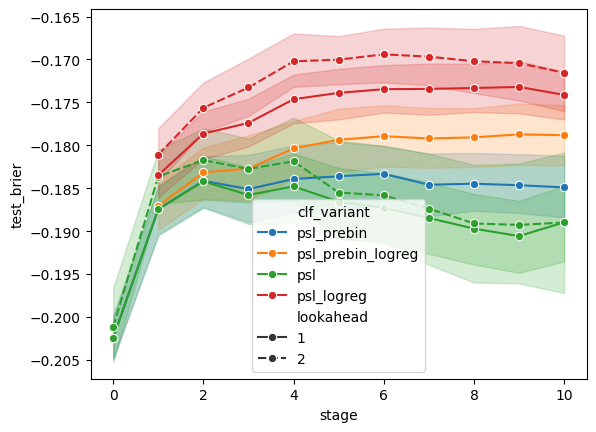 −0.165
−0.170
−0.175
−0.180
−0.185
−0.190
−0.195
−0.200
−0.205
test_brier
clf_variant
psl_prebin
psl_prebin_logreg
psl
psl_logreg
lookahead
1
2
0
2
4
6
8
10
stage